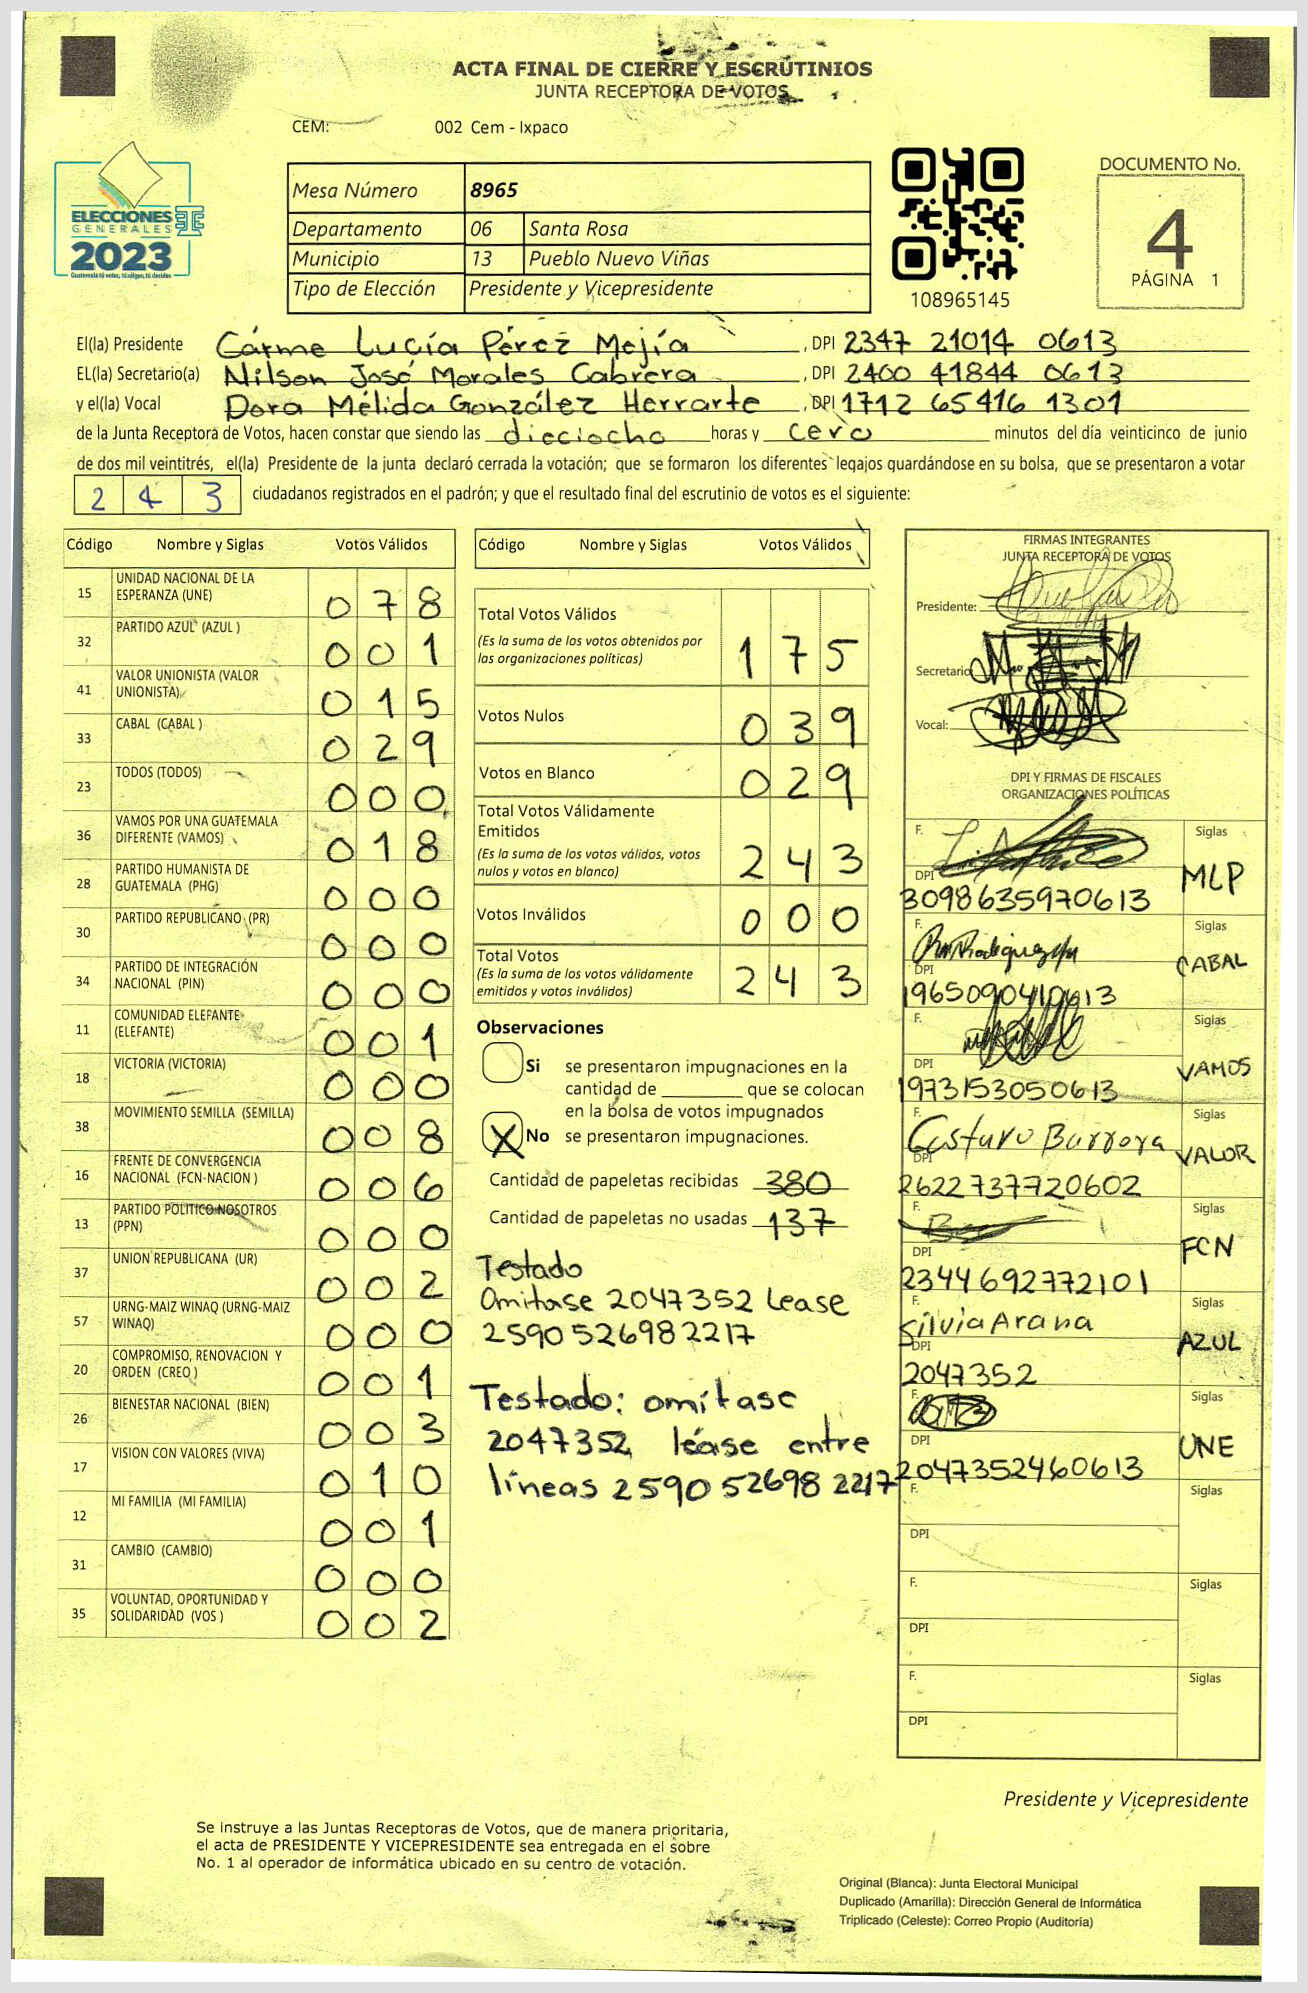 ACTA FINAL DE CIERRE Y ESCRUTINIOS
JUNTA RECEPTORA DE VOTOS
CEM: 002 Cem - Ixpaco
ELECCIONES
GENERALES
2023
Guatemala tú votas, tú eliges, tú decides
Mesa Número 8965
Departamento 06 Santa Rosa
Municipio 13 Pueblo Nuevo Viñas
Tipo de Elección Presidente y Vicepresidente
108965145
DOCUMENTO No.
4
PÁGINA 1
El(la) Presidente Cárme Lucía Pérez Mejía , DPI 2347 21014 0613
EL(la) Secretario(a) Nilson José Morales Cabrera , DPI 2400 41844 0613
y el(la) Vocal Dora Mélida González Herrarte , DPI 1712 65416 1301
de la Junta Receptora de Votos, hacen constar que siendo las dieciocho horas y cero minutos del día veinticinco de junio
de dos mil veintitrés, el(la) Presidente de la junta declaró cerrada la votación; que se formaron los diferentes legajos guardándose en su bolsa, que se presentaron a votar
2 4 3 ciudadanos registrados en el padrón; y que el resultado final del escrutinio de votos es el siguiente:
Código Nombre y Siglas Votos Válidos
15 UNIDAD NACIONAL DE LA ESPERANZA (UNE) 0 7 8
32 PARTIDO AZUL (AZUL ) 0 0 1
41 VALOR UNIONISTA (VALOR UNIONISTA) 0 1 5
33 CABAL (CABAL ) 0 2 9
23 TODOS (TODOS) 0 0 0
36 VAMOS POR UNA GUATEMALA DIFERENTE (VAMOS) 0 1 8
28 PARTIDO HUMANISTA DE GUATEMALA (PHG) 0 0 0
30 PARTIDO REPUBLICANO (PR) 0 0 0
34 PARTIDO DE INTEGRACIÓN NACIONAL (PIN) 0 0 0
11 COMUNIDAD ELEFANTE (ELEFANTE) 0 0 1
18 VICTORIA (VICTORIA) 0 0 0
38 MOVIMIENTO SEMILLA (SEMILLA) 0 0 8
16 FRENTE DE CONVERGENCIA NACIONAL (FCN-NACION ) 0 0 6
13 PARTIDO POLITICO NOSOTROS (PPN) 0 0 0
37 UNION REPUBLICANA (UR) 0 0 2
57 URNG-MAIZ WINAQ (URNG-MAIZ WINAQ) 0 0 0
20 COMPROMISO, RENOVACION Y ORDEN (CREO ) 0 0 1
26 BIENESTAR NACIONAL (BIEN) 0 0 3
17 VISION CON VALORES (VIVA) 0 1 0
12 MI FAMILIA (MI FAMILIA) 0 0 1
31 CAMBIO (CAMBIO) 0 0 0
35 VOLUNTAD, OPORTUNIDAD Y SOLIDARIDAD (VOS ) 0 0 2
Código Nombre y Siglas Votos Válidos
Total Votos Válidos
(Es la suma de los votos obtenidos por las organizaciones políticas) 1 7 5
Votos Nulos 0 3 9
Votos en Blanco 0 2 9
Total Votos Válidamente Emitidos
(Es la suma de los votos válidos, votos nulos y votos en blanco) 2 4 3
Votos Inválidos 0 0 0
Total Votos
(Es la suma de los votos válidamente emitidos y votos inválidos) 2 4 3
Observaciones
Si se presentaron impugnaciones en la
cantidad de ________ que se colocan
en la bolsa de votos impugnados
X No se presentaron impugnaciones.
Cantidad de papeletas recibidas 380
Cantidad de papeletas no usadas 137
Testado
Omitase 2047352 Lease
2590 52698 2217
Testado: omítase
2047352 léase entre
líneas 2590 52698 2217
FIRMAS INTEGRANTES
JUNTA RECEPTORA DE VOTOS
Presidente:
Secretario
Vocal:
DPI Y FIRMAS DE FISCALES
ORGANIZACIONES POLÍTICAS
F. Siglas
DPI MLP
3098635970613
F. Siglas
DPI CABAL
1965090410613
F. Siglas
DPI VAMOS
1973153050613
F. Siglas
Gustavo Barrera
DPI VALOR
2622737720602
F. Siglas
DPI FCN
2344692772101
F. Siglas
Silvia Arana
DPI AZUL
2047352
F. Siglas
DPI UNE
2047352460613
F. Siglas
DPI
F. Siglas
DPI
F. Siglas
DPI
Presidente y Vicepresidente
Se instruye a las Juntas Receptoras de Votos, que de manera prioritaria,
el acta de PRESIDENTE Y VICEPRESIDENTE sea entregada en el sobre
No. 1 al operador de informática ubicado en su centro de votación.
Original (Blanca): Junta Electoral Municipal
Duplicado (Amarilla): Dirección General de Informática
Triplicado (Celeste): Correo Propio (Auditoría)